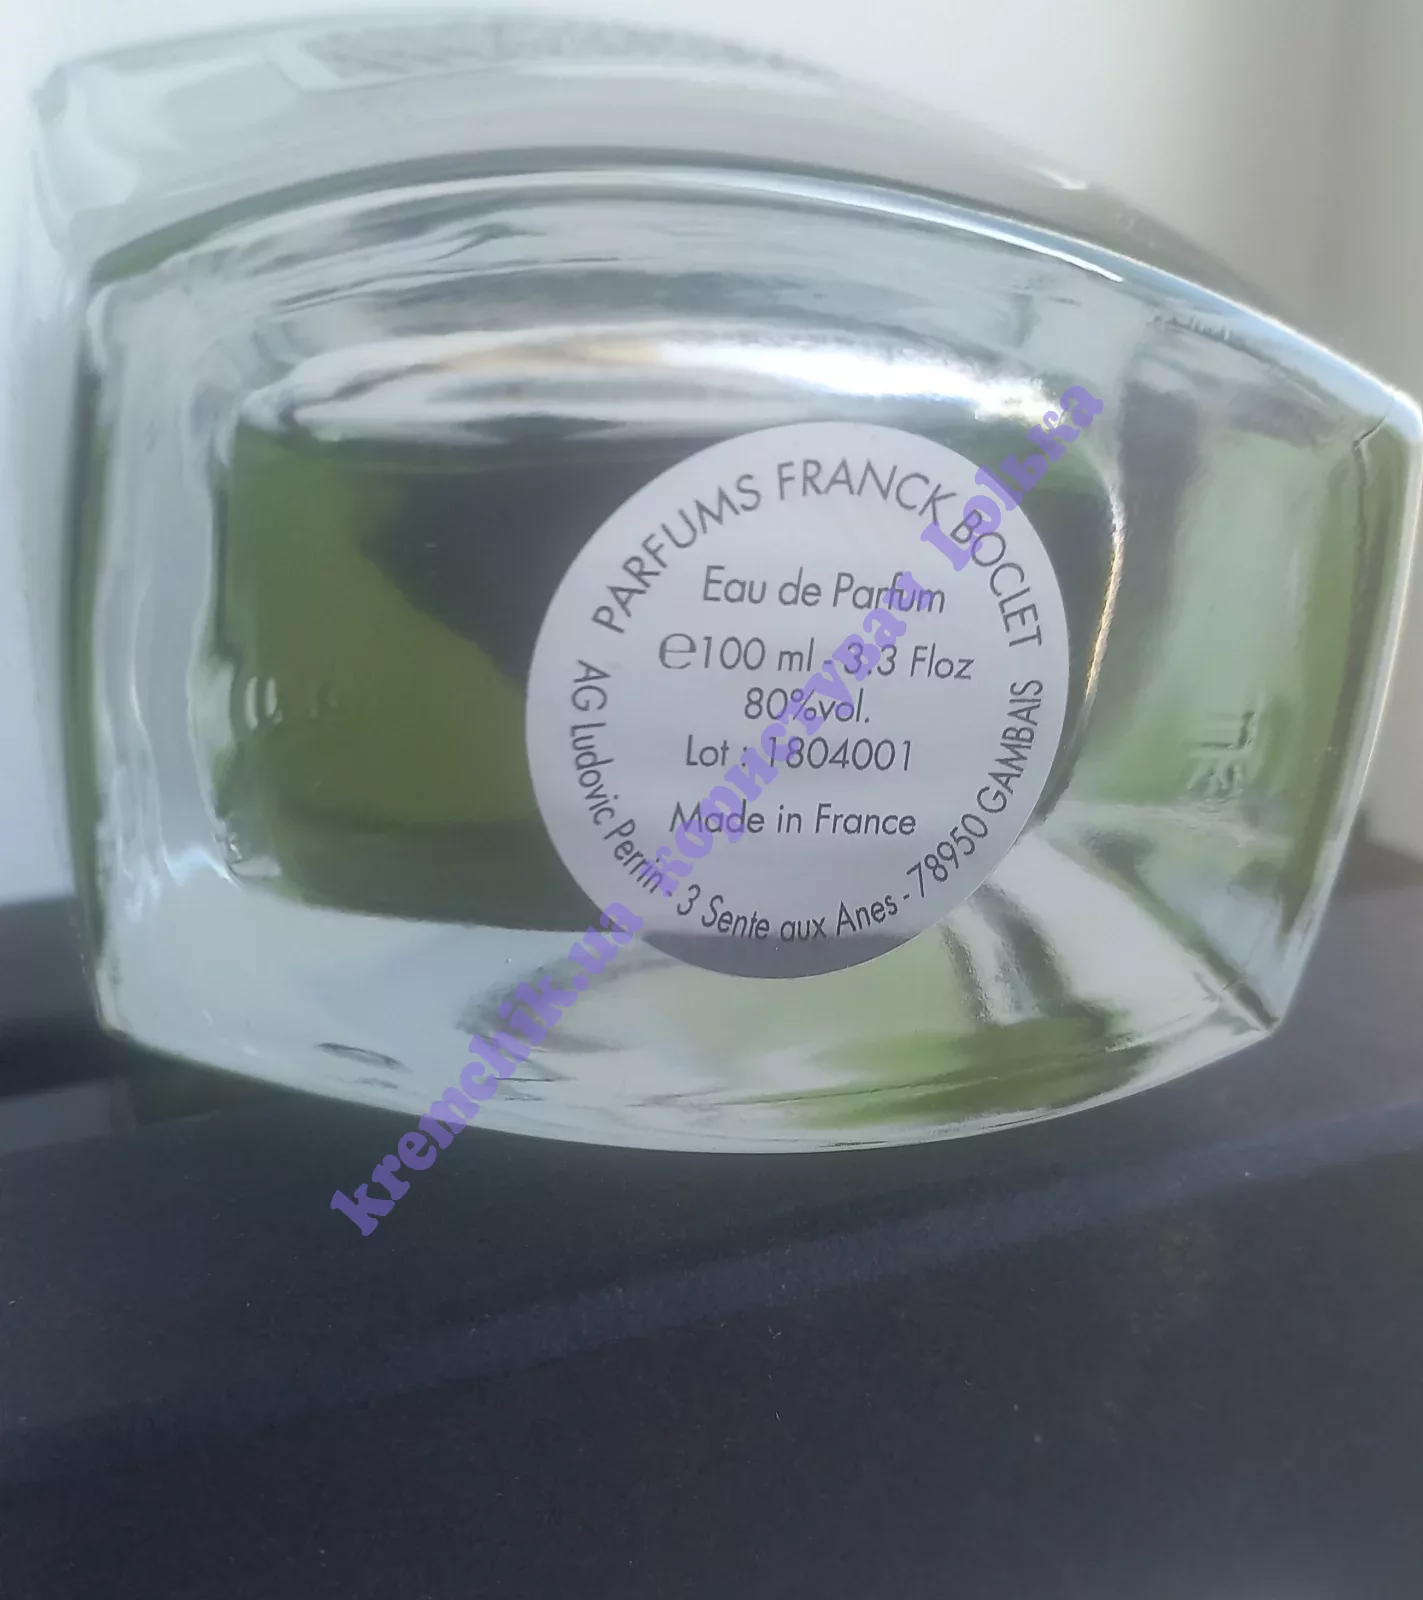 PARFUMS FRANCK BOCLET
Eau de Parfum
℮100 ml - 3.3 Floz
80%vol.
Lot : 1804001
Made in France
AG Ludovic Perrin - 3 Sente aux Anes - 78950 GAMBAIS
kremchik.ua користувач Lolька